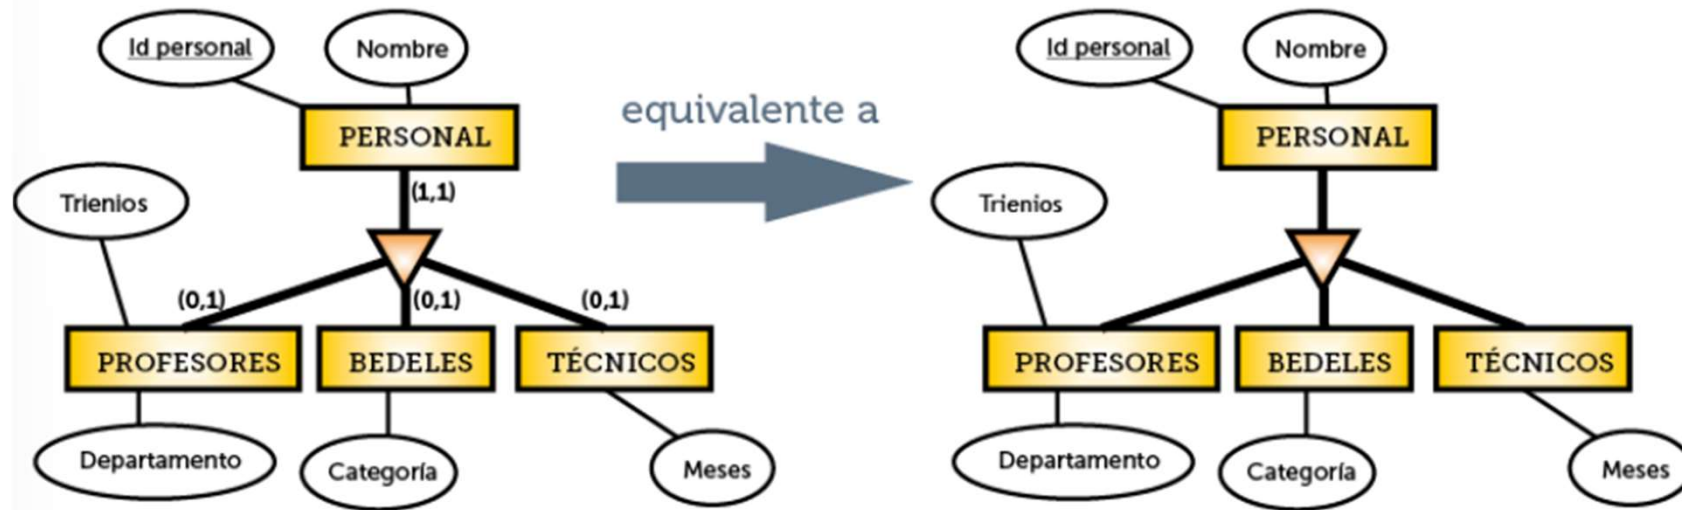 Id personal
Nombre
PERSONAL
(1,1)
Trienios
(0,1)
(0,1)
(0,1)
PROFESORES
BEDELES
TÉCNICOS
Departamento
Categoría
Meses
equivalente a
Id personal
Nombre
PERSONAL
Trienios
PROFESORES
BEDELES
TÉCNICOS
Departamento
Categoría
Meses